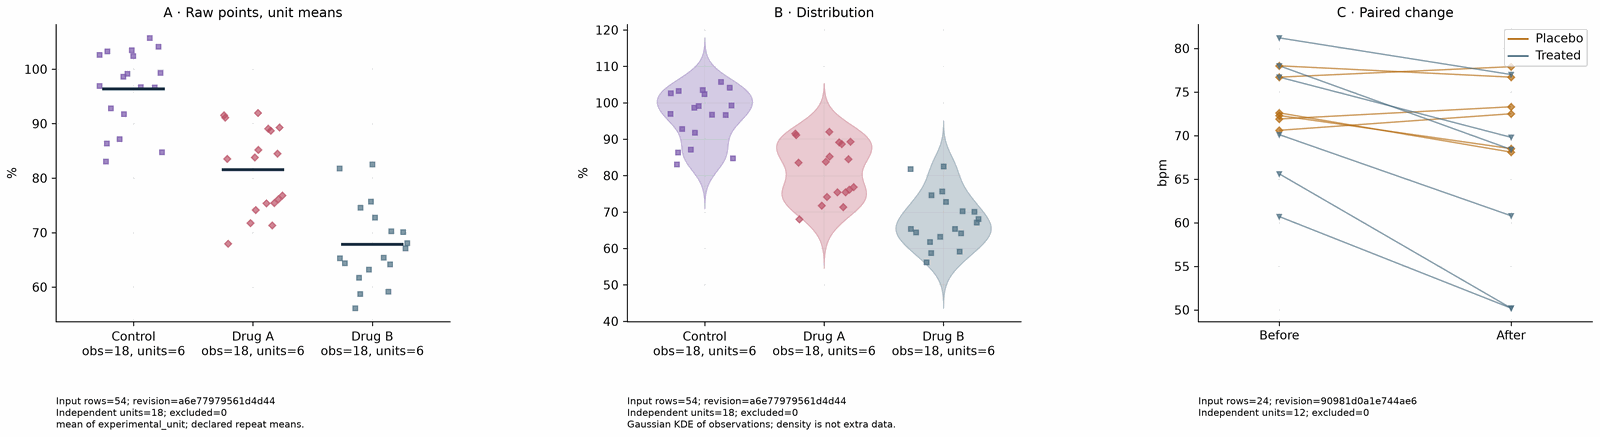 A · Raw points, unit means
%
100
90
80
70
60
Control
obs=18, units=6
Drug A
obs=18, units=6
Drug B
obs=18, units=6
Input rows=54; revision=a6e77979561d4d44
Independent units=18; excluded=0
mean of experimental_unit; declared repeat means.
B · Distribution
%
120
110
100
90
80
70
60
50
40
Control
obs=18, units=6
Drug A
obs=18, units=6
Drug B
obs=18, units=6
Input rows=54; revision=a6e77979561d4d44
Independent units=18; excluded=0
Gaussian KDE of observations; density is not extra data.
C · Paired change
Placebo
Treated
bpm
80
75
70
65
60
55
50
Before
After
Input rows=24; revision=90981d0a1e744ae6
Independent units=12; excluded=0